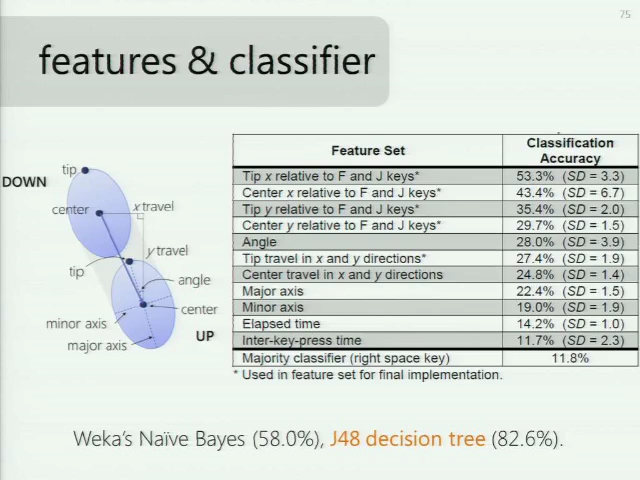 75
features & classifier
tip
DOWN
center
x travel
y travel
tip
angle
center
minor axis
UP
major axis
Feature Set Classification Accuracy
Tip x relative to F and J keys* 53.3% (SD = 3.3)
Center x relative to F and J keys* 43.4% (SD = 6.7)
Tip y relative to F and J keys* 35.4% (SD = 2.0)
Center y relative to F and J keys* 29.7% (SD = 1.5)
Angle 28.0% (SD = 3.9)
Tip travel in x and y directions* 27.4% (SD = 1.9)
Center travel in x and y directions 24.8% (SD = 1.4)
Major axis 22.4% (SD = 1.5)
Minor axis 19.0% (SD = 1.9)
Elapsed time 14.2% (SD = 1.0)
Inter-key-press time 11.7% (SD = 2.3)
Majority classifier (right space key) 11.8%
* Used in feature set for final implementation.
Weka's Naïve Bayes (58.0%), J48 decision tree (82.6%).